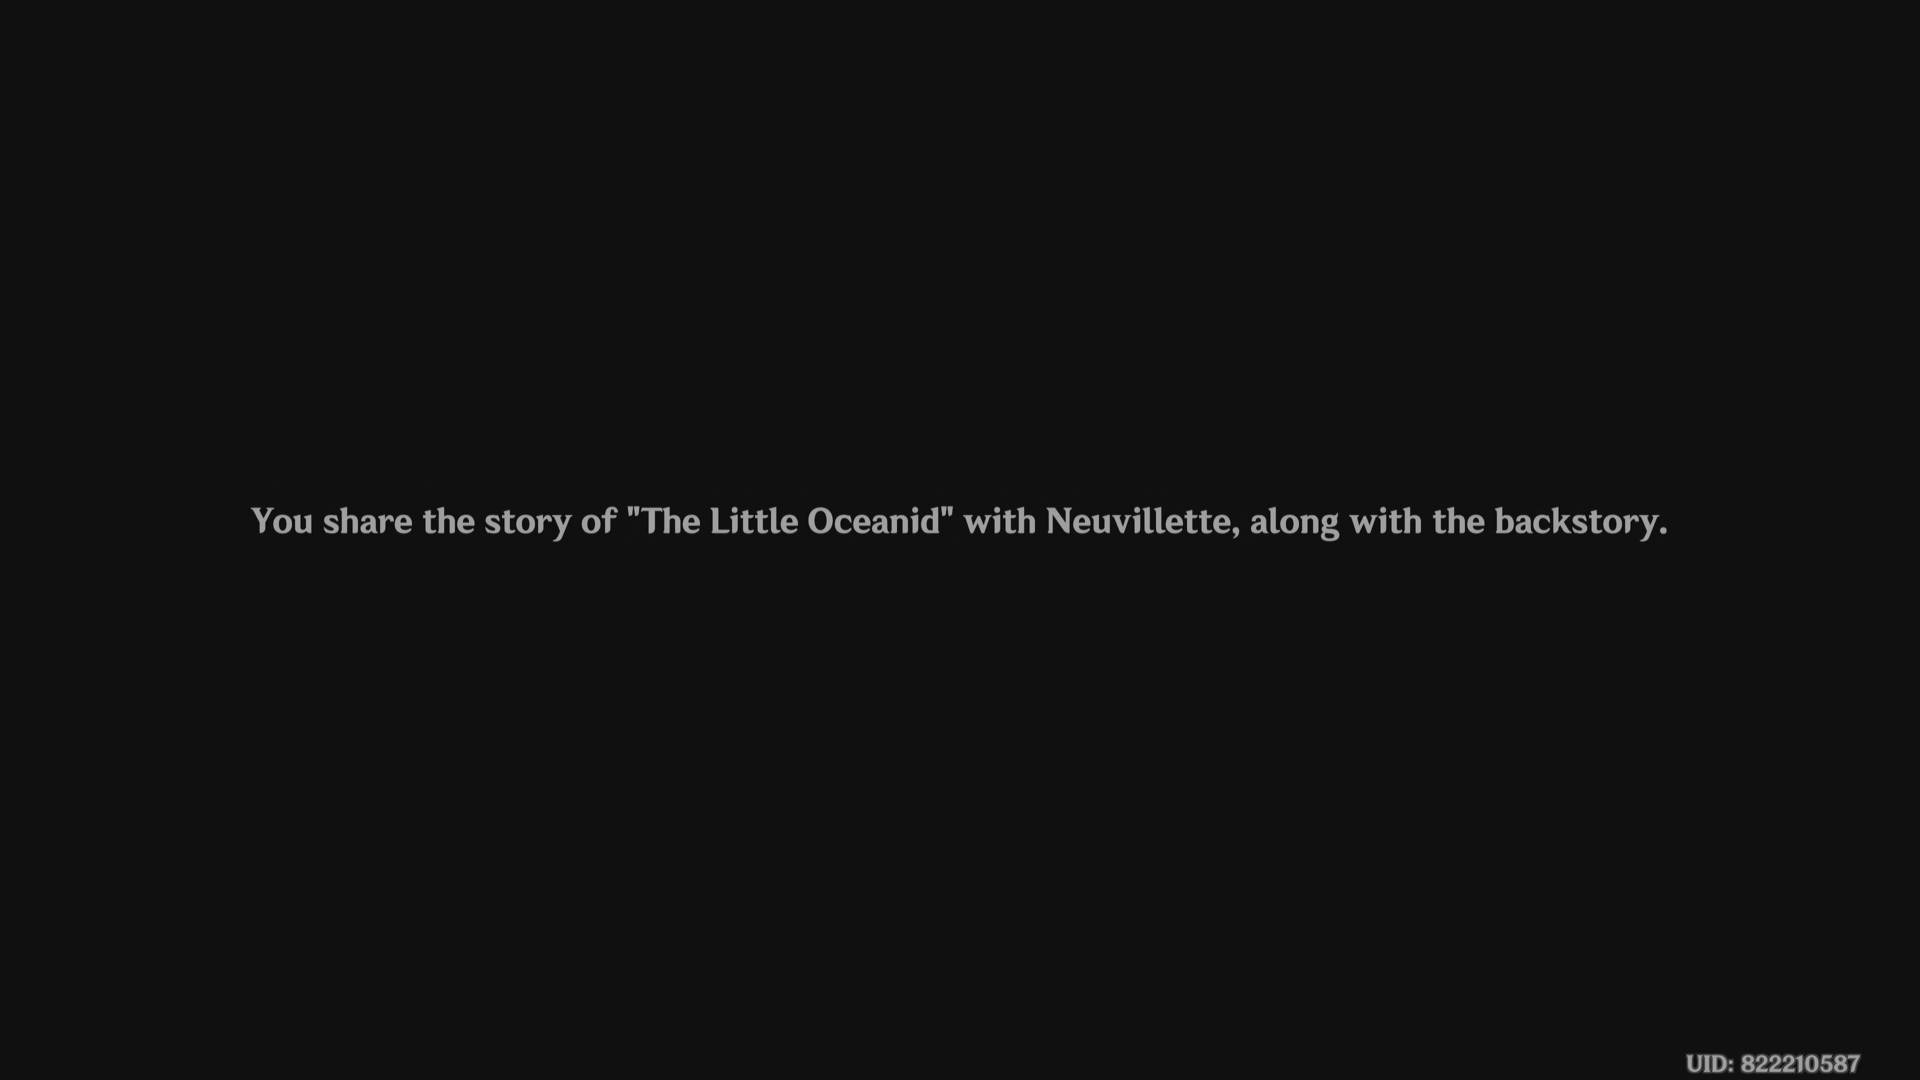 You share the story of "The Little Oceanid" with Neuvillette, along with the backstory.
UID: 822210587